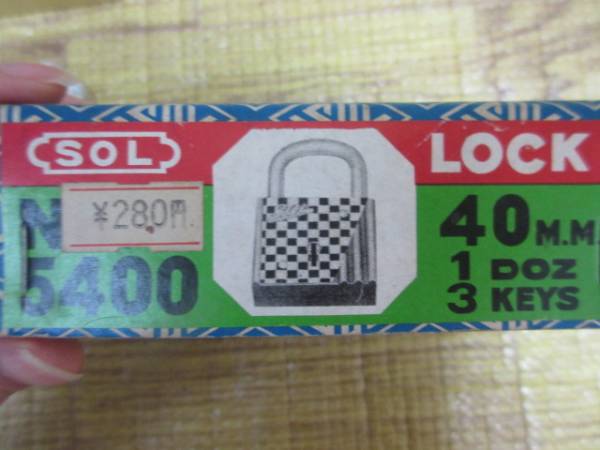 SOL
LOCK
¥280円
5400
40 M.M.
1 DOZ
3 KEYS